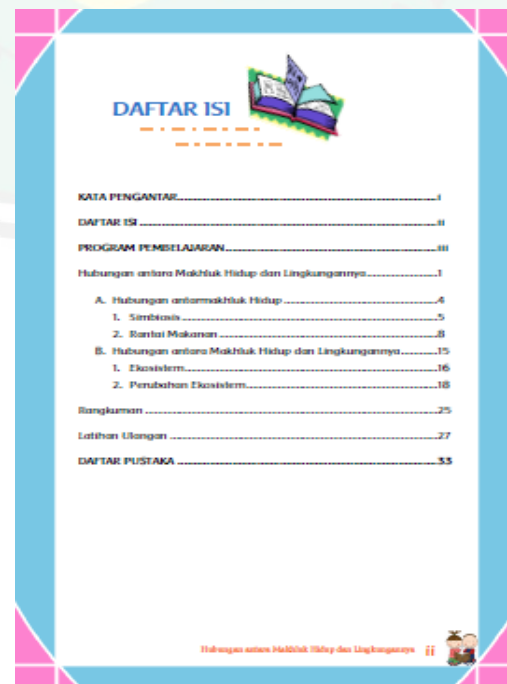 DAFTAR ISI
KATA PENGANTAR i
DAFTAR ISI ii
PROGRAM PEMBELAJARAN iii
Hubungan antara Makhluk Hidup dan Lingkungannya 1
A. Hubungan antarmakhluk Hidup 4
1. Simbiosis 5
2. Rantai Makanan 8
B. Hubungan antara Makhluk Hidup dan Lingkungannya 15
1. Ekosistem 16
2. Perubahan Ekosistem 18
Rangkuman 25
Latihan Ulangan 27
DAFTAR PUSTAKA 33
Hubungan antara Makhluk Hidup dan Lingkungannya ii